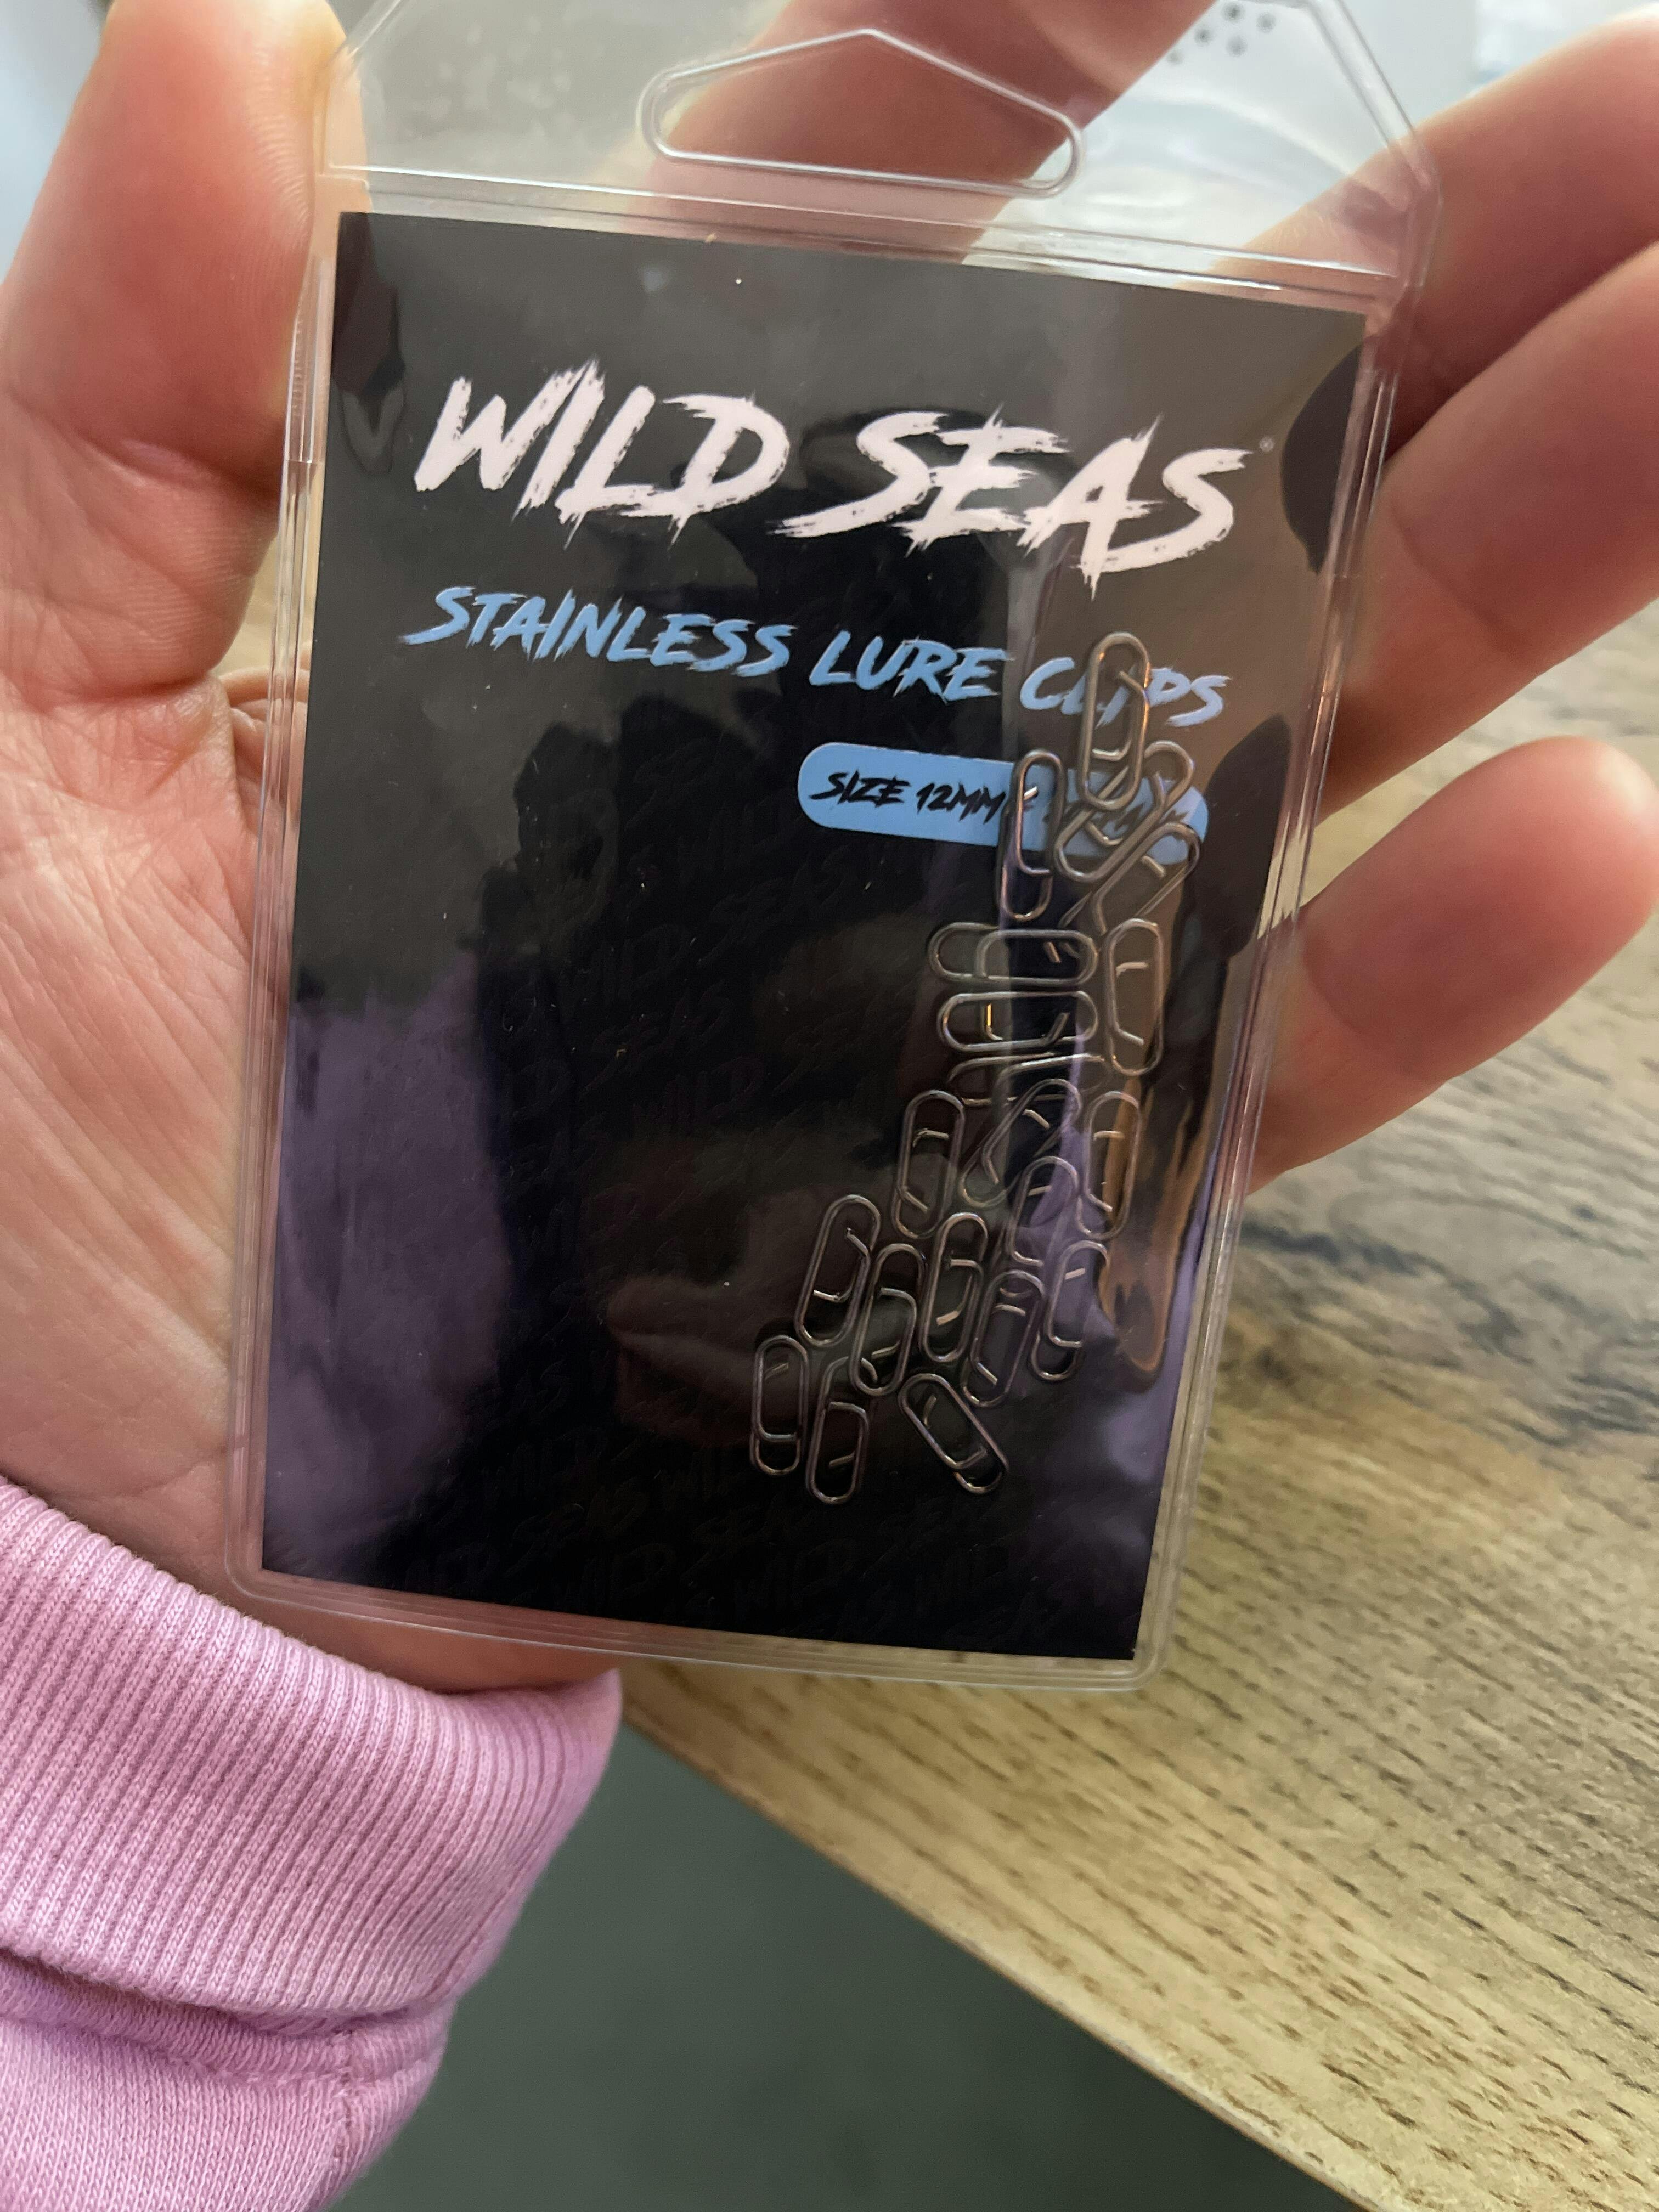 WILD SEAS®
STAINLESS LURE CLIPS
SIZE 12MM